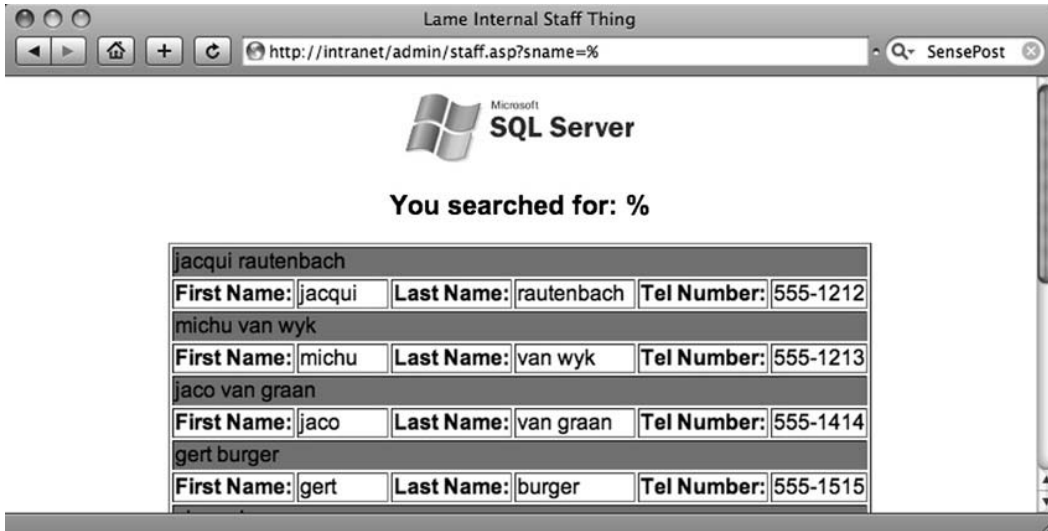 Lame Internal Staff Thing
http://intranet/admin/staff.asp?sname=%
SensePost
Microsoft
SQL Server
You searched for: %
jacqui rautenbach
First Name: jacqui Last Name: rautenbach Tel Number: 555-1212
michu van wyk
First Name: michu Last Name: van wyk Tel Number: 555-1213
jaco van graan
First Name: jaco Last Name: van graan Tel Number: 555-1414
gert burger
First Name: gert Last Name: burger Tel Number: 555-1515